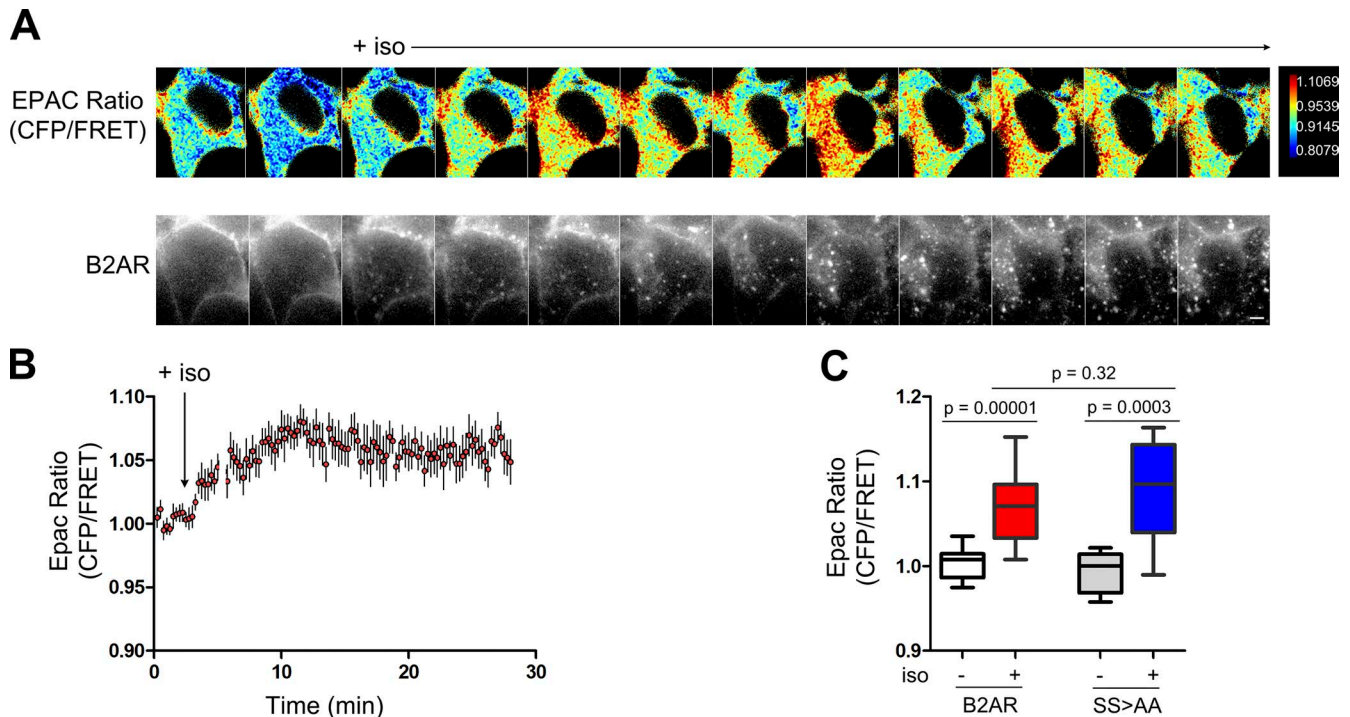 A
+ iso
EPAC Ratio
(CFP/FRET)
1.1069
0.9539
0.9145
0.8079
B2AR
B
+ iso
1.10
1.05
1.00
0.95
0.90
Epac Ratio
(CFP/FRET)
0
10
20
30
Time (min)
C
p = 0.32
p = 0.00001
p = 0.0003
1.2
1.1
1.0
0.9
Epac Ratio
(CFP/FRET)
iso - + - +
B2AR SS>AA